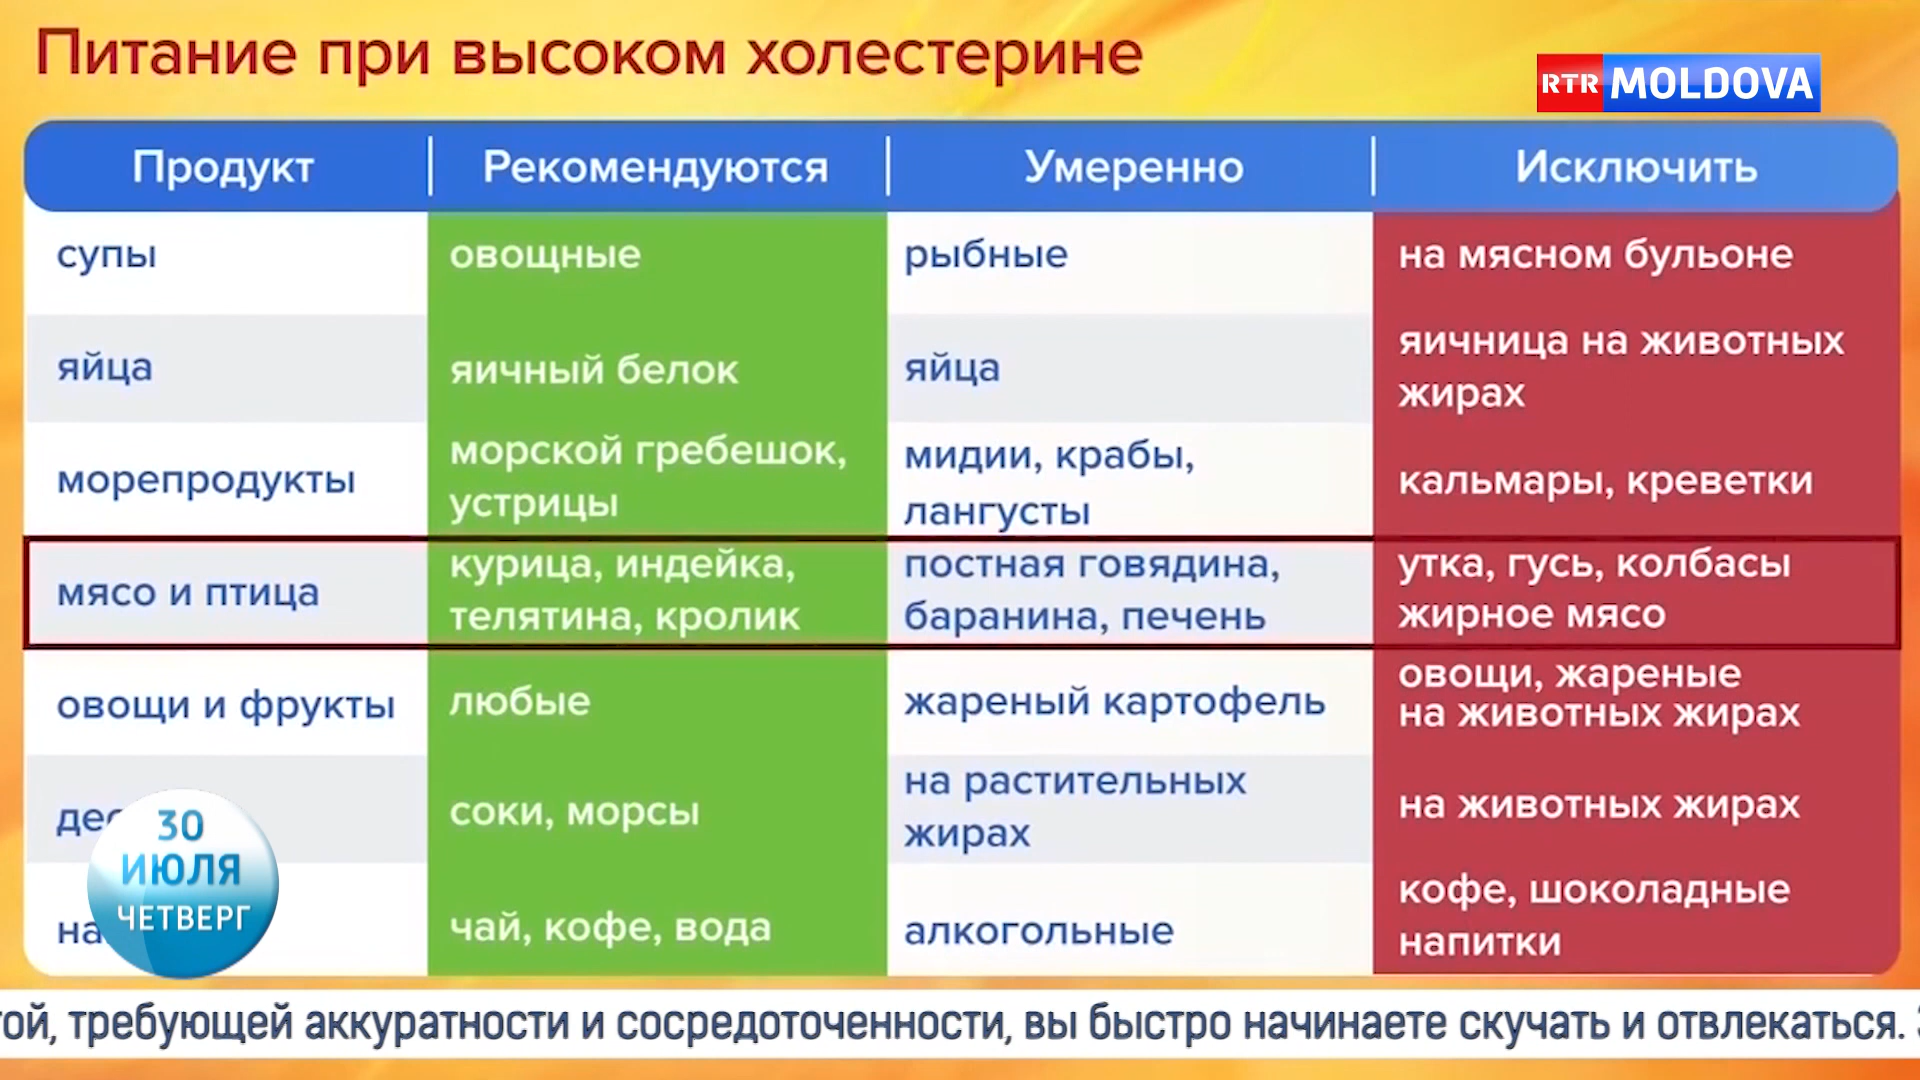 Питание при высоком холестерине
RTR MOLDOVA
Продукт Рекомендуются Умеренно Исключить
супы овощные рыбные на мясном бульоне
яйца яичный белок яйца яичница на животных
жирах
морепродукты морской гребешок,
устрицы
мидии, крабы,
лангусты
кальмары, креветки
мясо и птица курица, индейка,
телятина, кролик
постная говядина,
баранина, печень
утка, гусь, колбасы
жирное мясо
овощи и фрукты любые жареный картофель овощи, жареные
на животных жирах
соки, морсы на растительных
жирах
на животных жирах
чай, кофе, вода алкогольные кофе, шоколадные
напитки
30
ИЮЛЯ
ЧЕТВЕРГ
требующей аккуратности и сосредоточенности, вы быстро начинаете скучать и отвлекаться.